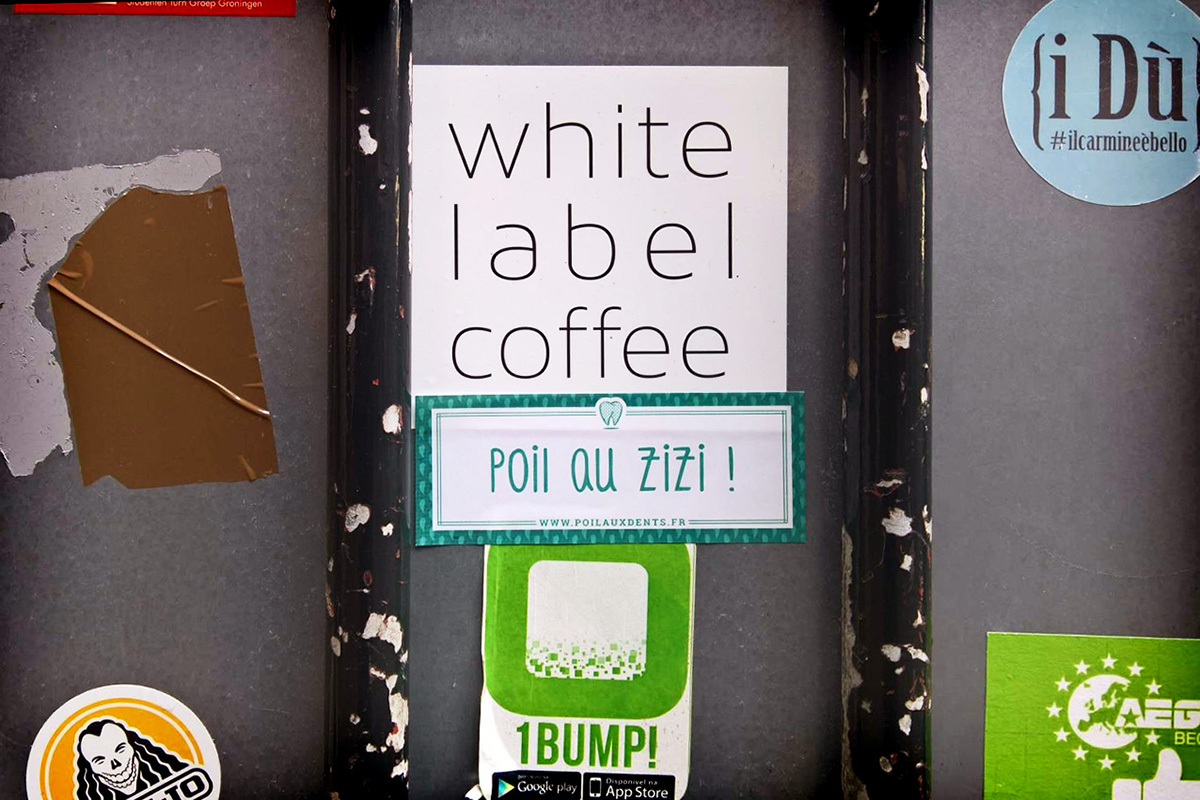 Studenten Turn Groep Groningen
{i Dù}
#ilcarmineèbello
white
label
coffee
Poil au zizi !
WWW.POILAUXDENTS.FR
1BUMP!
Google play
Disponível na
App Store